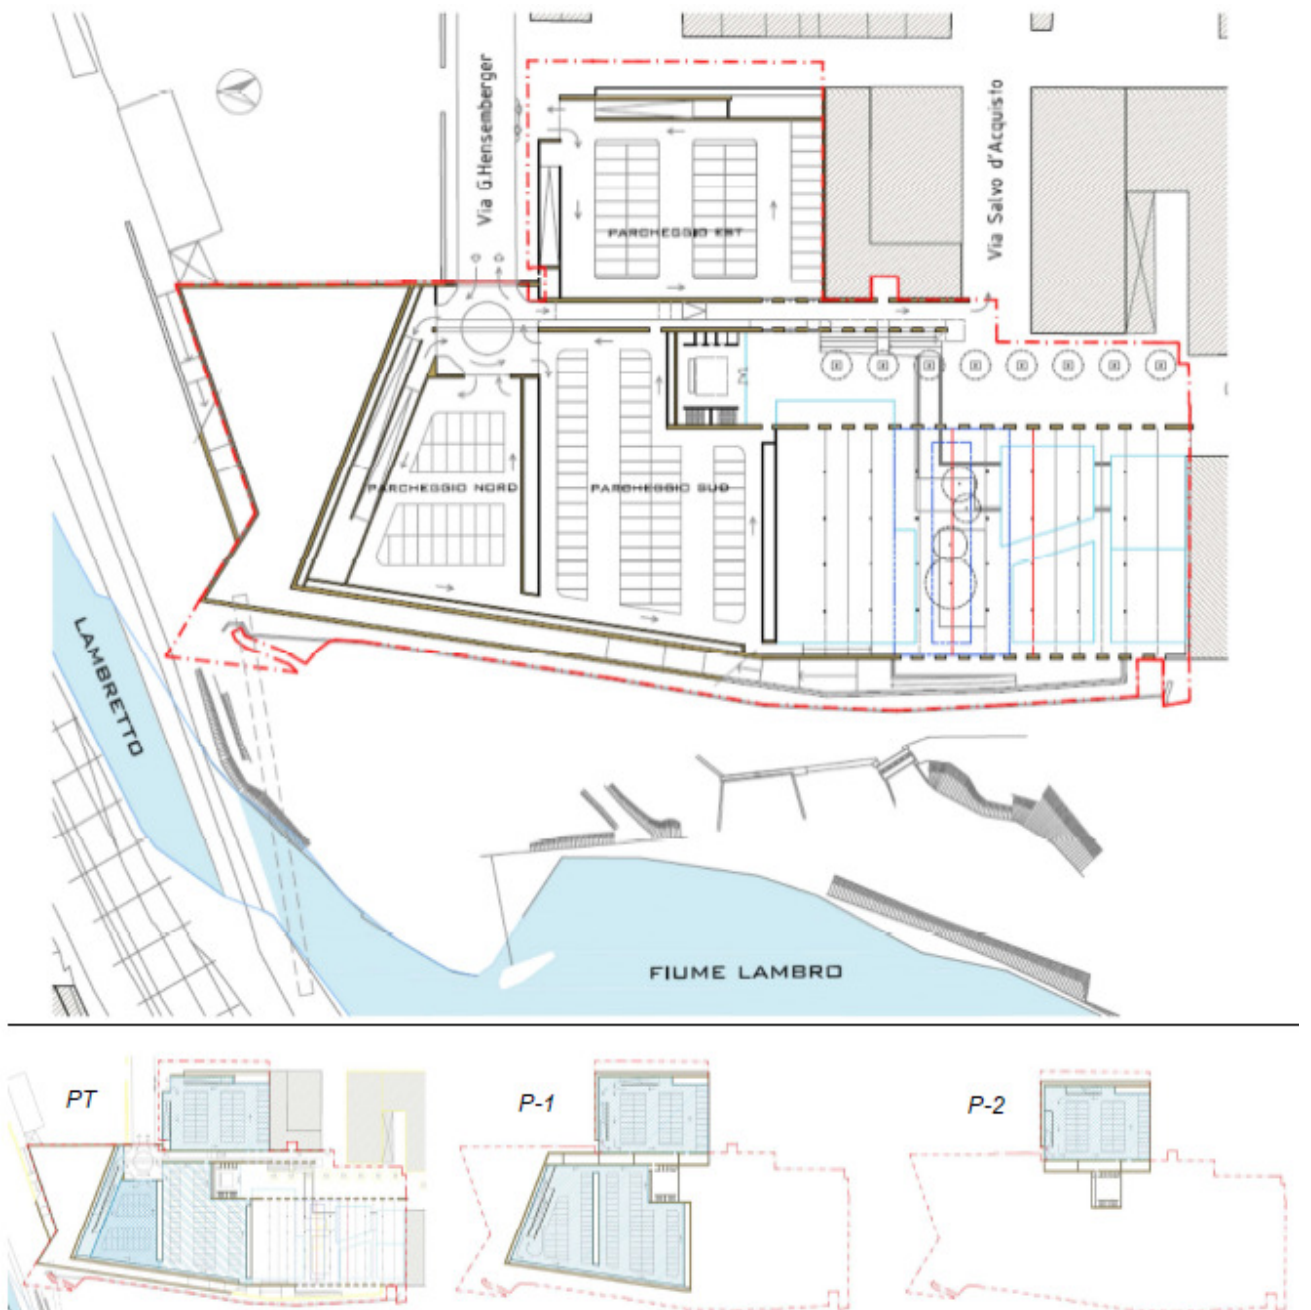 Via G.Hensemberger
Via Salvo d'Acquisto
PARCHEGGIO EST
PARCHEGGIO NORD
PARCHEGGIO SUD
LAMBRETTO
FIUME LAMBRO
PT
P-1
P-2